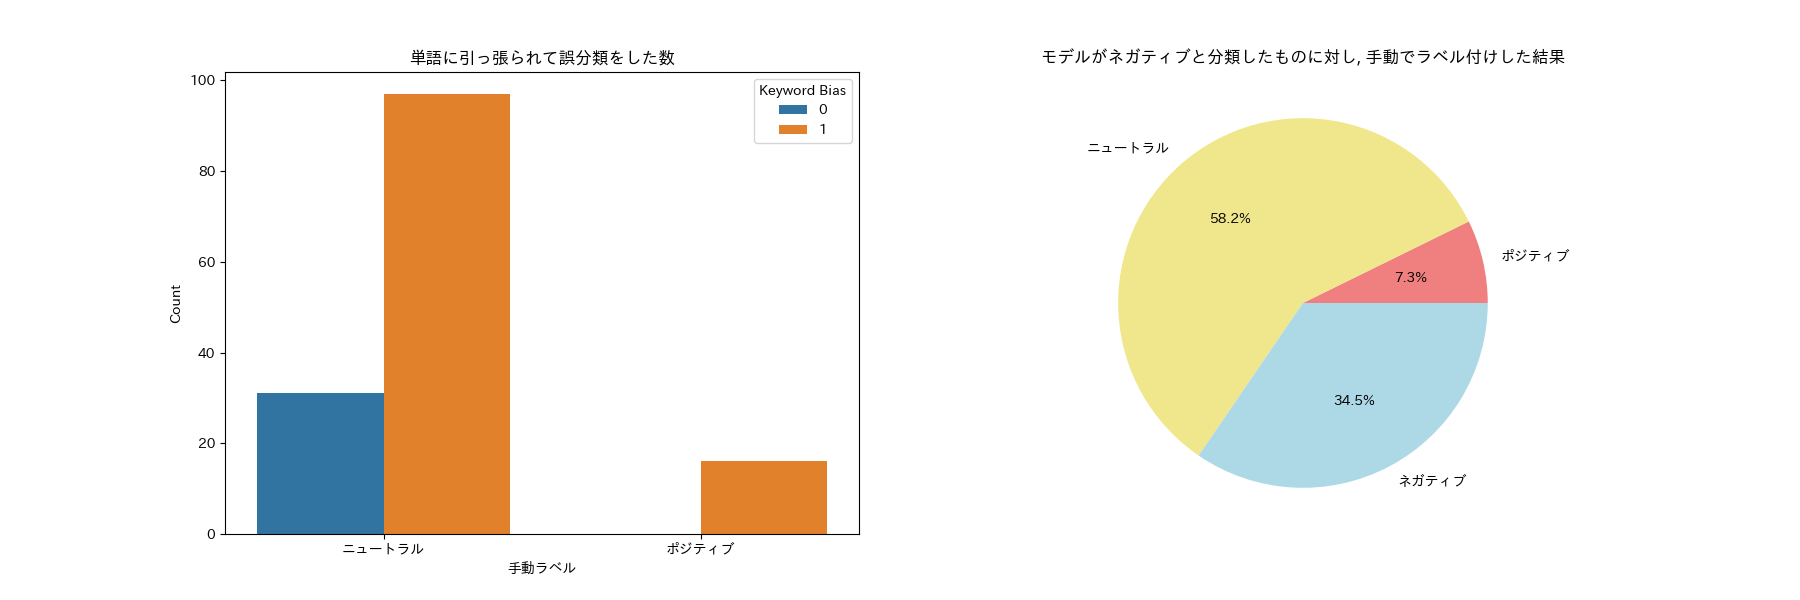 単語に引っ張られて誤分類をした数
100
80
60
40
20
0
Count
Keyword Bias
0
1
ニュートラル
ポジティブ
手動ラベル
モデルがネガティブと分類したものに対し, 手動でラベル付けした結果
ニュートラル
58.2%
ポジティブ
7.3%
34.5%
ネガティブ